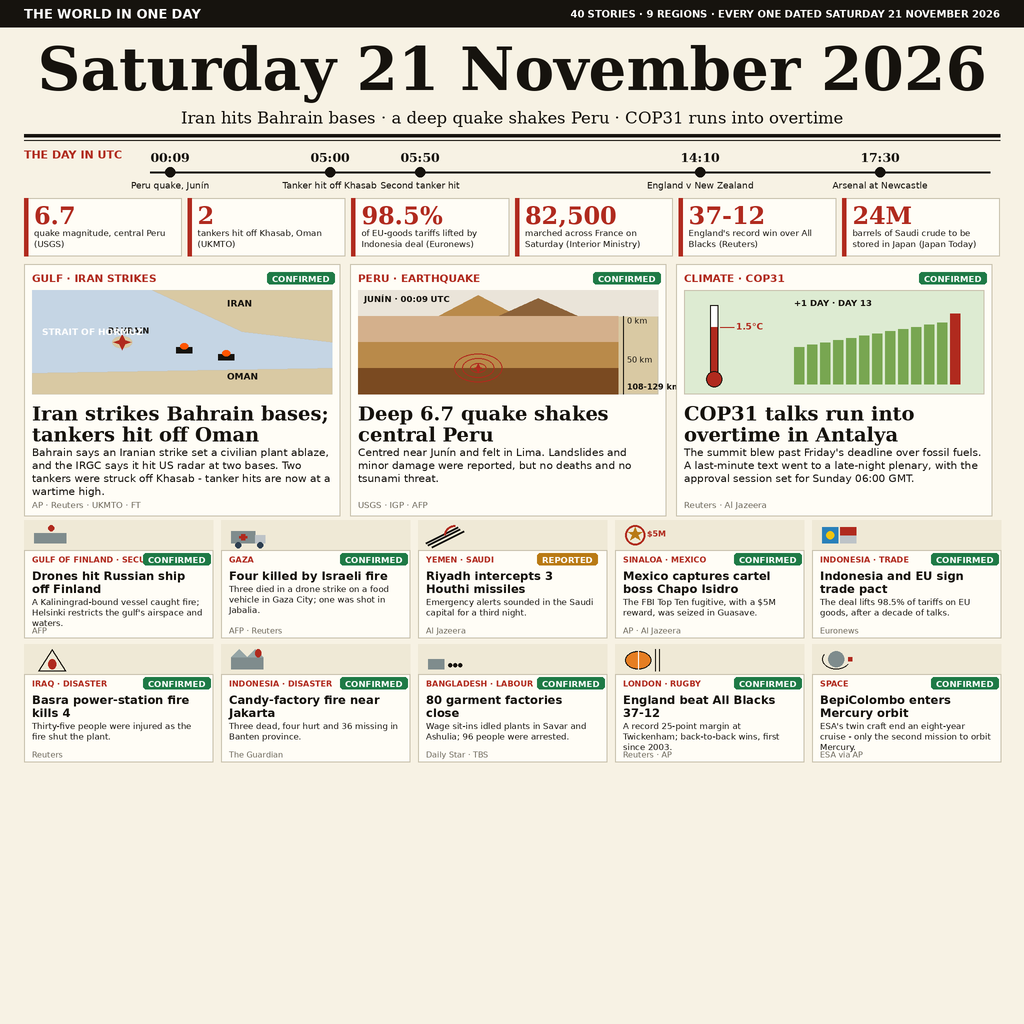 THE WORLD IN ONE DAY
40 STORIES · 9 REGIONS · EVERY ONE DATED SATURDAY 21 NOVEMBER 2026
Saturday 21 November 2026
Iran hits Bahrain bases · a deep quake shakes Peru · COP31 runs into overtime
THE DAY IN UTC
00:09
05:00
05:50
14:10
17:30
Peru quake, Junín
Tanker hit off Khasab
Second tanker hit
England v New Zealand
Arsenal at Newcastle
6.7
quake magnitude, central Peru
(USGS)
2
tankers hit off Khasab, Oman
(UKMTO)
98.5%
of EU-goods tariffs lifted by
Indonesia deal (Euronews)
82,500
marched across France on
Saturday (Interior Ministry)
37-12
England's record win over All
Blacks (Reuters)
24M
barrels of Saudi crude to be
stored in Japan (Japan Today)
GULF · IRAN STRIKES
CONFIRMED
IRAN
STRAIT OF
OMAN
Iran strikes Bahrain bases;
tankers hit off Oman
Bahrain says an Iranian strike set a civilian plant ablaze,
and the IRGC says it hit US radar at two bases. Two
tankers were struck off Khasab - tanker hits are now at a
wartime high.
AP · Reuters · UKMTO · FT
PERU · EARTHQUAKE
CONFIRMED
JUNÍN · 00:09 UTC
0 km
50 km
108-129 km
Deep 6.7 quake shakes
central Peru
Centred near Junín and felt in Lima. Landslides and
minor damage were reported, but no deaths and no
tsunami threat.
USGS · IGP · AFP
CLIMATE · COP31
CONFIRMED
+1 DAY · DAY 13
1.5°C
COP31 talks run into
overtime in Antalya
The summit blew past Friday's deadline over fossil fuels.
A last-minute text went to a late-night plenary, with the
approval session set for Sunday 06:00 GMT.
Reuters · Al Jazeera
GULF OF FINLAND ·
CONFIRMED
Drones hit Russian ship
off Finland
A Kaliningrad-bound vessel caught fire;
Helsinki restricts the gulf's airspace and
waters.
AFP
GAZA
CONFIRMED
Four killed by Israeli fire
Three died in a drone strike on a food
vehicle in Gaza City; one was shot in
Jabalia.
AFP · Reuters
YEMEN · SAUDI
REPORTED
Riyadh intercepts 3
Houthi missiles
Emergency alerts sounded in the Saudi
capital for a third night.
Al Jazeera
$5M
SINALOA · MEXICO
CONFIRMED
Mexico captures cartel
boss Chapo Isidro
The FBI Top Ten fugitive, with a $5M
reward, was seized in Guasave.
AP · Al Jazeera
INDONESIA · TRADE
CONFIRMED
Indonesia and EU sign
trade pact
The deal lifts 98.5% of tariffs on EU
goods, after a decade of talks.
Euronews
IRAQ · DISASTER
CONFIRMED
Basra power-station fire
kills 4
Thirty-five people were injured as the
fire shut the plant.
Reuters
INDONESIA · DISASTER
CONFIRMED
Candy-factory fire near
Jakarta
Three dead, four hurt and 36 missing in
Banten province.
The Guardian
BANGLADESH · LABOUR
CONFIRMED
80 garment factories
close
Wage sit-ins idled plants in Savar and
Ashulia; 96 people were arrested.
Daily Star · TBS
LONDON · RUGBY
CONFIRMED
England beat All Blacks
37-12
A record 25-point margin at
Twickenham; back-to-back wins, first
since 2003.
Reuters · AP
SPACE
CONFIRMED
BepiColombo enters
Mercury orbit
ESA's twin craft end an eight-year
cruise - only the second mission to orbit
Mercury.
ESA via AP